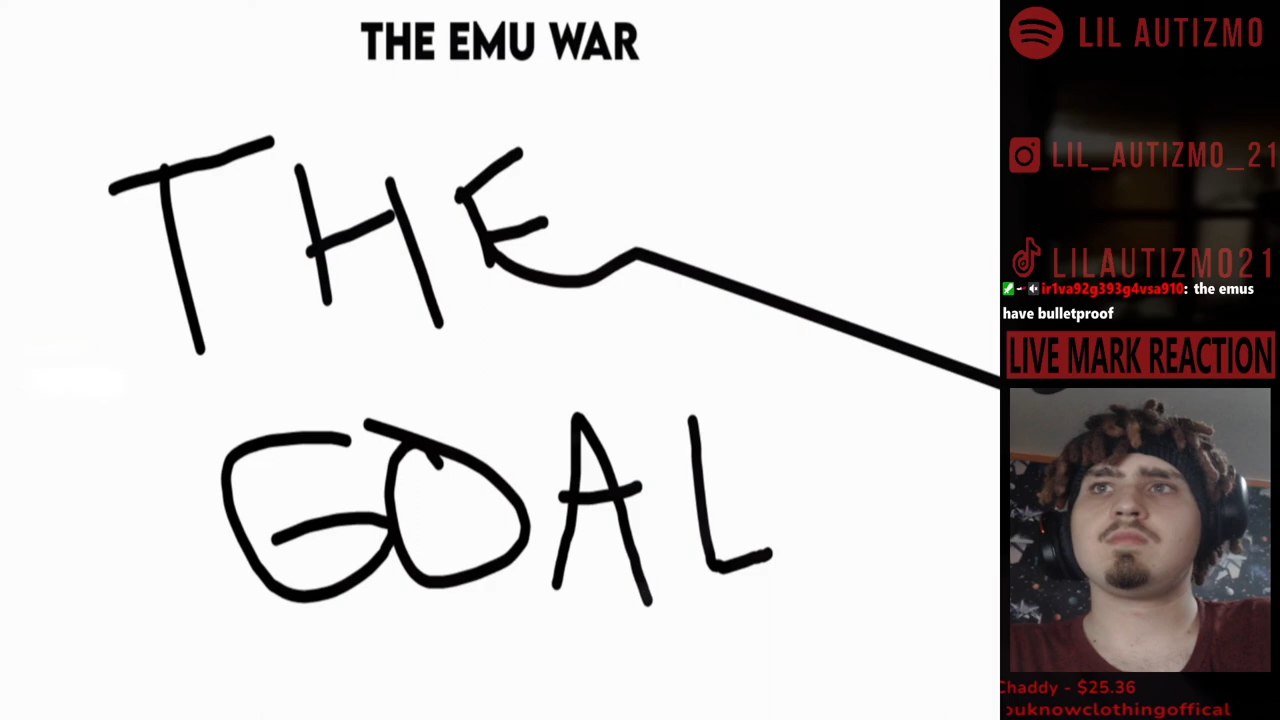 THE EMU WAR
THE
GOAL
LIL AUTIZMO
LIL_AUTIZMO_21
LILAUTIZMO21
ir1va92g393g4vsa910: the emus
have bulletproof
LIVE MARK REACTION
Chaddy - $25.36
ouknowclothingoffical